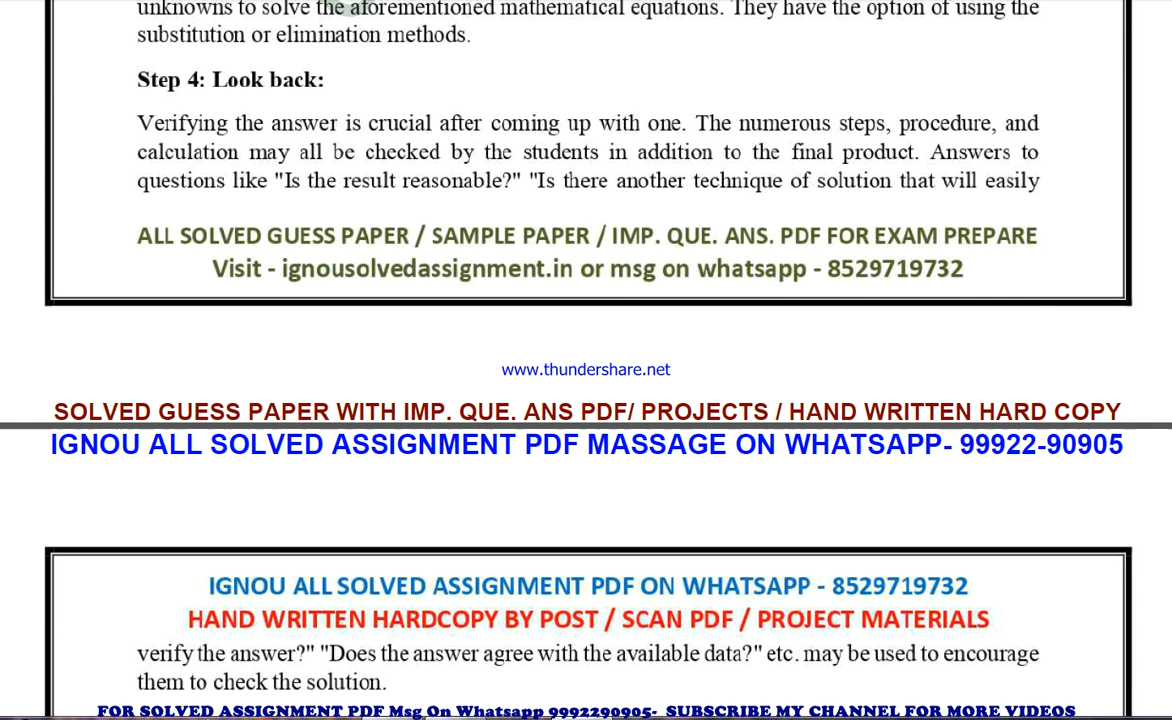 unknowns to solve the aforementioned mathematical equations. They have the option of using the
substitution or elimination methods.
Step 4: Look back:
Verifying the answer is crucial after coming up with one. The numerous steps, procedure, and
calculation may all be checked by the students in addition to the final product. Answers to
questions like "Is the result reasonable?" "Is there another technique of solution that will easily
ALL SOLVED GUESS PAPER / SAMPLE PAPER / IMP. QUE. ANS. PDF FOR EXAM PREPARE
Visit - ignousolvedassignment.in or msg on whatsapp - 8529719732
www.thundershare.net
SOLVED GUESS PAPER WITH IMP. QUE. ANS PDF/ PROJECTS / HAND WRITTEN HARD COPY
IGNOU ALL SOLVED ASSIGNMENT PDF MASSAGE ON WHATSAPP- 99922-90905
IGNOU ALL SOLVED ASSIGNMENT PDF ON WHATSAPP - 8529719732
HAND WRITTEN HARDCOPY BY POST / SCAN PDF / PROJECT MATERIALS
verify the answer?" "Does the answer agree with the available data?" etc. may be used to encourage
them to check the solution.
FOR SOLVED ASSIGNMENT PDF Msg On Whatsapp 9992290905- SUBSCRIBE MY CHANNEL FOR MORE VIDEOS